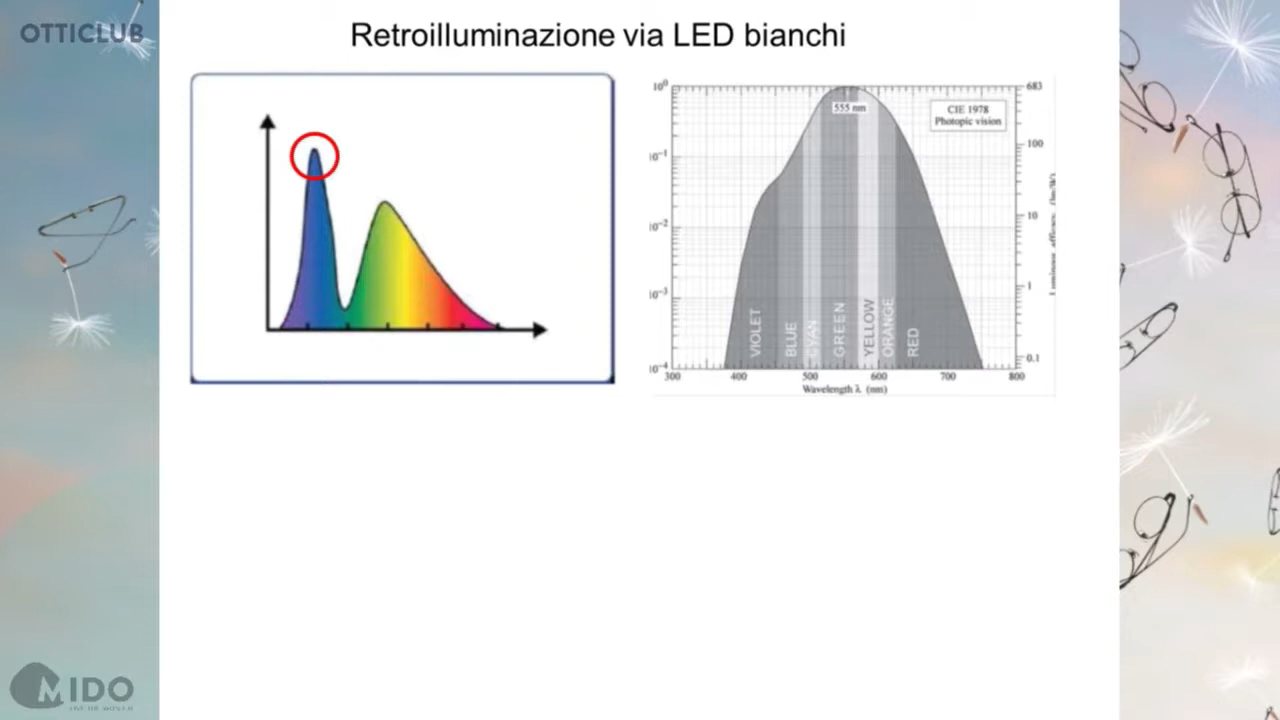 OTTICLUB
Retroilluminazione via LED bianchi
10⁰
10⁻¹
10⁻²
10⁻³
10⁻⁴
555 nm
CIE 1978
Photopic vision
683
100
10
1
0.1
VIOLET
BLUE
CYAN
GREEN
YELLOW
ORANGE
RED
300 400 500 600 700 800
Wavelength λ (nm)
MIDO